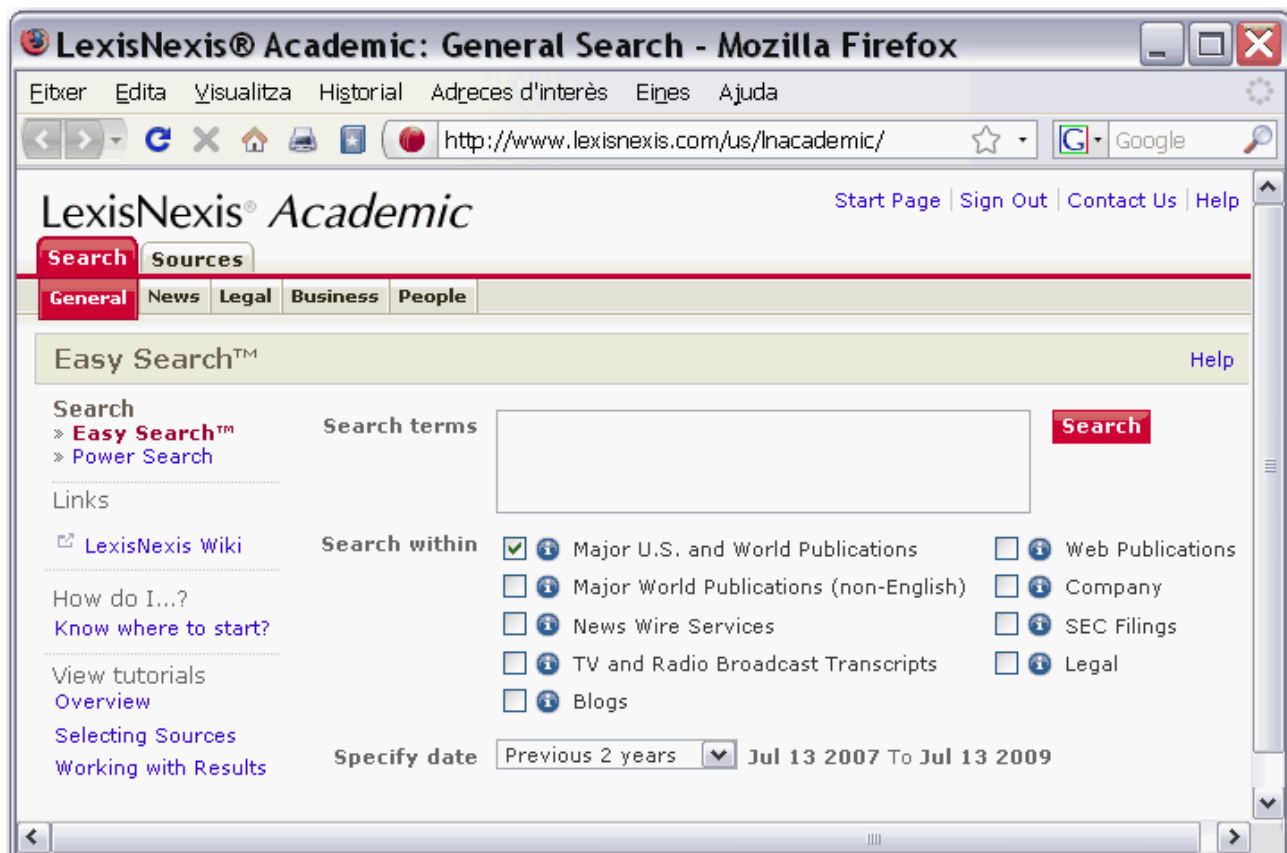 LexisNexis® Academic: General Search - Mozilla Firefox
Fitxer Edita Visualitza Historial Adreces d'interès Eines Ajuda
http://www.lexisnexis.com/us/lnacademic/ G Google
LexisNexis® Academic
Start Page | Sign Out | Contact Us | Help
Search Sources
General News Legal Business People
Easy Search™ Help
Search
» Easy Search™
» Power Search
Links
LexisNexis Wiki
How do I...?
Know where to start?
View tutorials
Overview
Selecting Sources
Working with Results
Search terms Search
Search within
Major U.S. and World Publications
Major World Publications (non-English)
News Wire Services
TV and Radio Broadcast Transcripts
Blogs
Web Publications
Company
SEC Filings
Legal
Specify date Previous 2 years Jul 13 2007 To Jul 13 2009